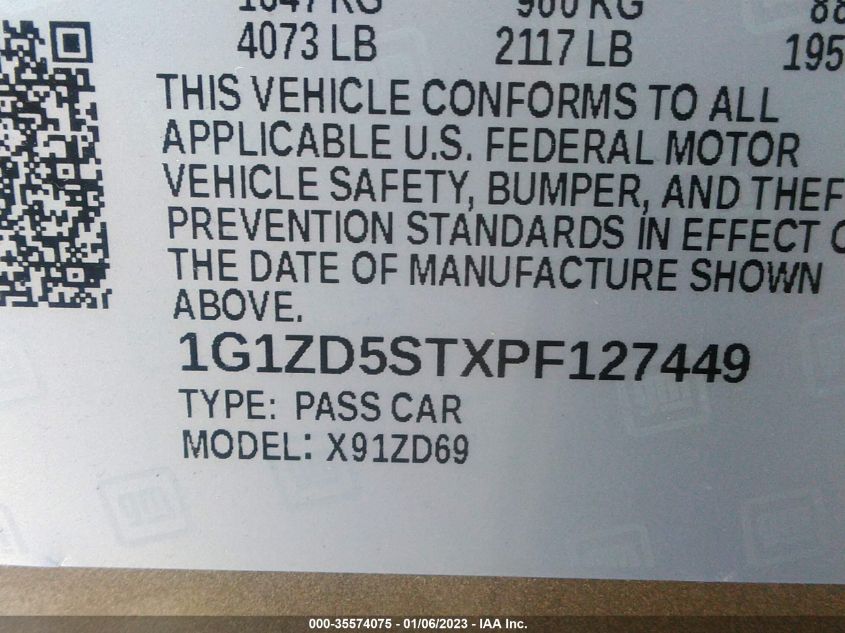 4073 LB 2117 LB 195
THIS VEHICLE CONFORMS TO ALL
APPLICABLE U.S. FEDERAL MOTOR
VEHICLE SAFETY, BUMPER, AND THEF
PREVENTION STANDARDS IN EFFECT O
THE DATE OF MANUFACTURE SHOWN
ABOVE.
1G1ZD5STXPF127449
TYPE: PASS CAR
MODEL: X91ZD69
000-35574075 - 01/06/2023 - IAA Inc.